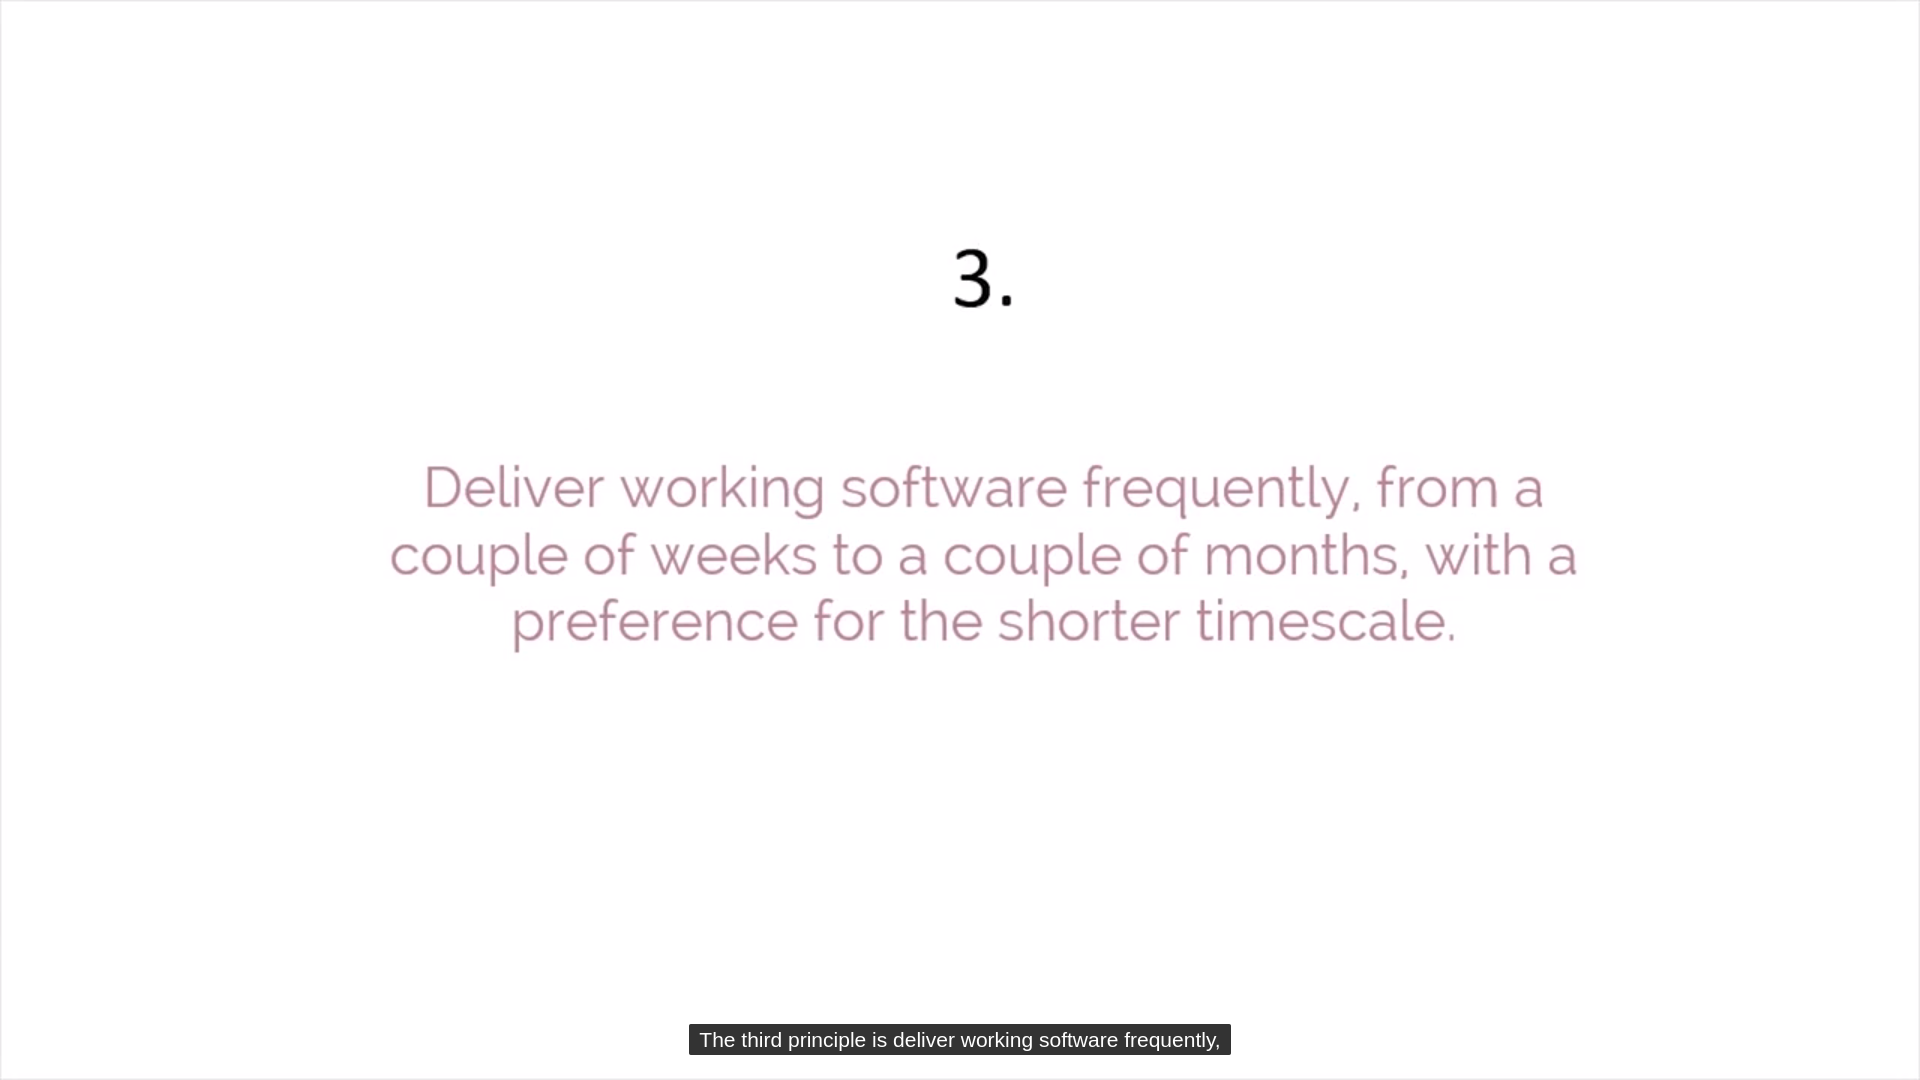 3.
Deliver working software frequently, from a
couple of weeks to a couple of months, with a
preference for the shorter timescale.
The third principle is deliver working software frequently,